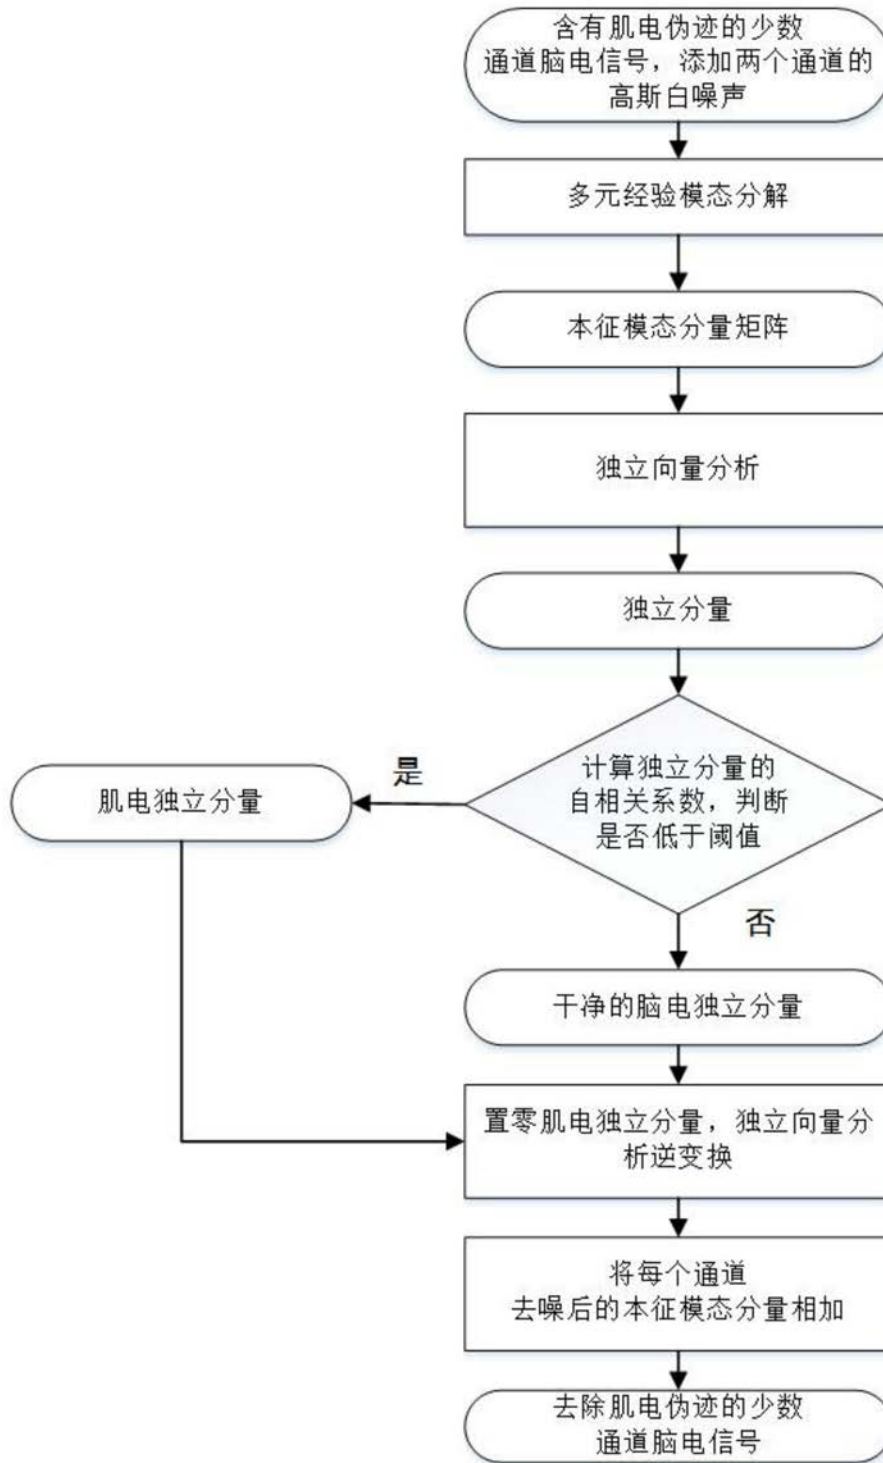 含有肌电伪迹的少数
通道脑电信号，添加两个通道的
高斯白噪声
多元经验模态分解
本征模态分量矩阵
独立向量分析
独立分量
计算独立分量的
自相关系数，判断
是否低于阈值
是
肌电独立分量
否
干净的脑电独立分量
置零肌电独立分量，独立向量分
析逆变换
将每个通道
去噪后的本征模态分量相加
去除肌电伪迹的少数
通道脑电信号